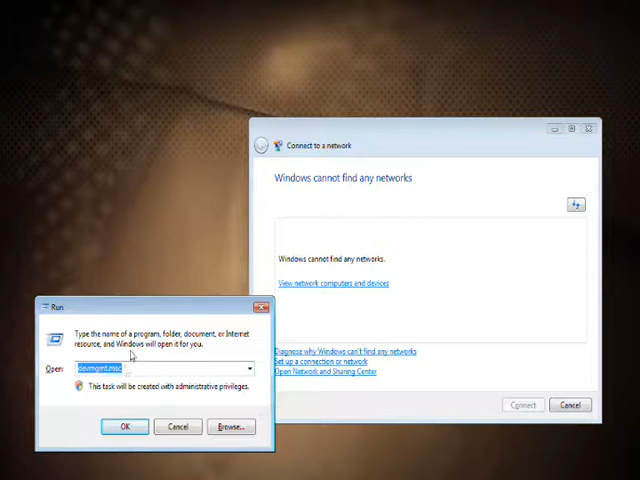 Connect to a network
Windows cannot find any networks
Windows cannot find any networks.
View network computers and devices
Diagnose why Windows can't find any networks
Set up a connection or network
Open Network and Sharing Center
Connect
Cancel
Run
Type the name of a program, folder, document, or Internet
resource, and Windows will open it for you.
Open:
devmgmt.msc
This task will be created with administrative privileges.
OK
Cancel
Browse...